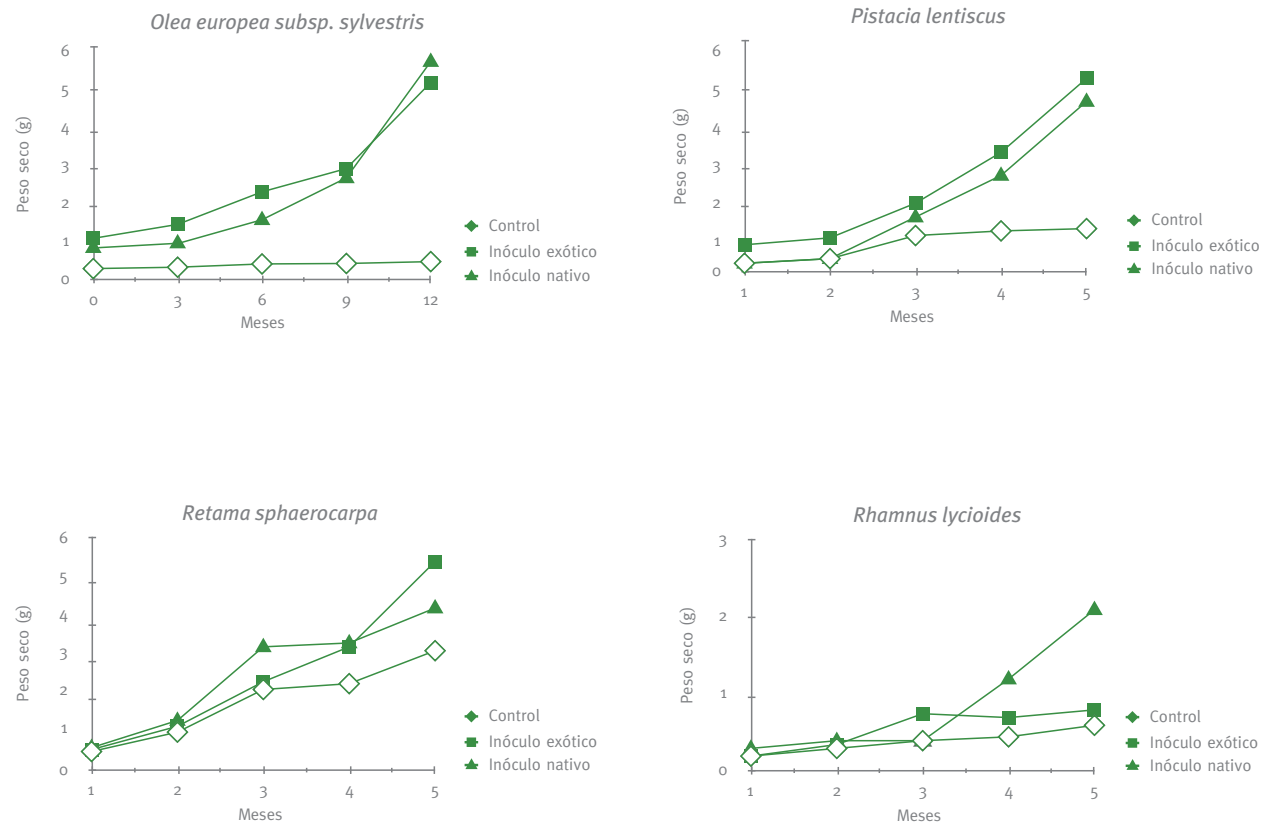 Olea europea subsp. sylvestris
6
5
4
3
2
1
0
Peso seco (g)
0 3 6 9 12
Meses
Control
Inóculo exótico
Inóculo nativo
Pistacia lentiscus
6
5
4
3
2
1
0
Peso seco (g)
1 2 3 4 5
Meses
Control
Inóculo exótico
Inóculo nativo
Retama sphaerocarpa
6
5
4
3
2
1
0
Peso seco (g)
1 2 3 4 5
Meses
Control
Inóculo exótico
Inóculo nativo
Rhamnus lycioides
3
2
1
0
Peso seco (g)
1 2 3 4 5
Meses
Control
Inóculo exótico
Inóculo nativo